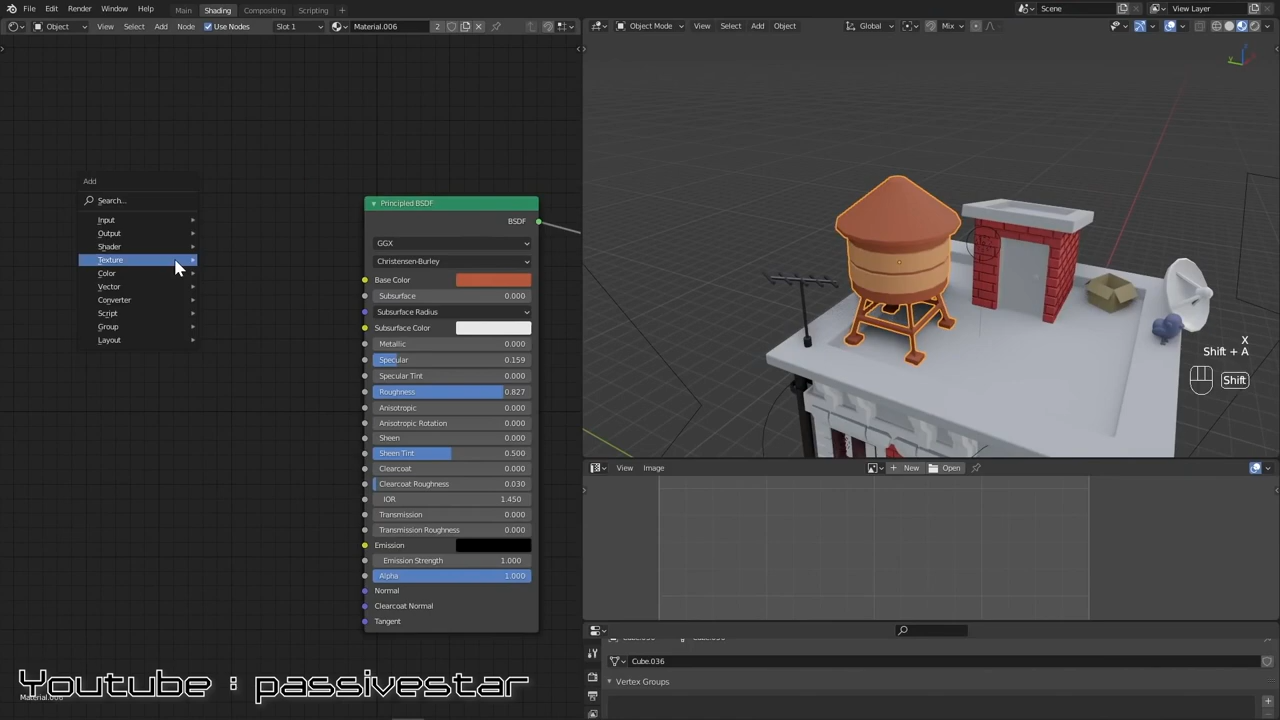 File Edit Render Window Help Main Shading Compositing Scripting Scene View Layer
Object View Select Add Node Use Nodes Slot 1 Material.006 2
Object Mode View Select Add Object Global Mix
Add
Search...
Input
Output
Shader
Texture
Color
Vector
Converter
Script
Group
Layout
Principled BSDF
BSDF
GGX
Christensen-Burley
Base Color
Subsurface 0.000
Subsurface Radius
Subsurface Color
Metallic 0.000
Specular 0.159
Specular Tint 0.000
Roughness 0.827
Anisotropic 0.000
Anisotropic Rotation 0.000
Sheen 0.000
Sheen Tint 0.500
Clearcoat 0.000
Clearcoat Roughness 0.030
IOR 1.450
Transmission 0.000
Transmission Roughness 0.000
Emission
Emission Strength 1.000
Alpha 1.000
Normal
Clearcoat Normal
Tangent
Y
X
Shift + A
Shift
View Image New Open
Cube.036
Vertex Groups
Youtube : passivestar
Material.006